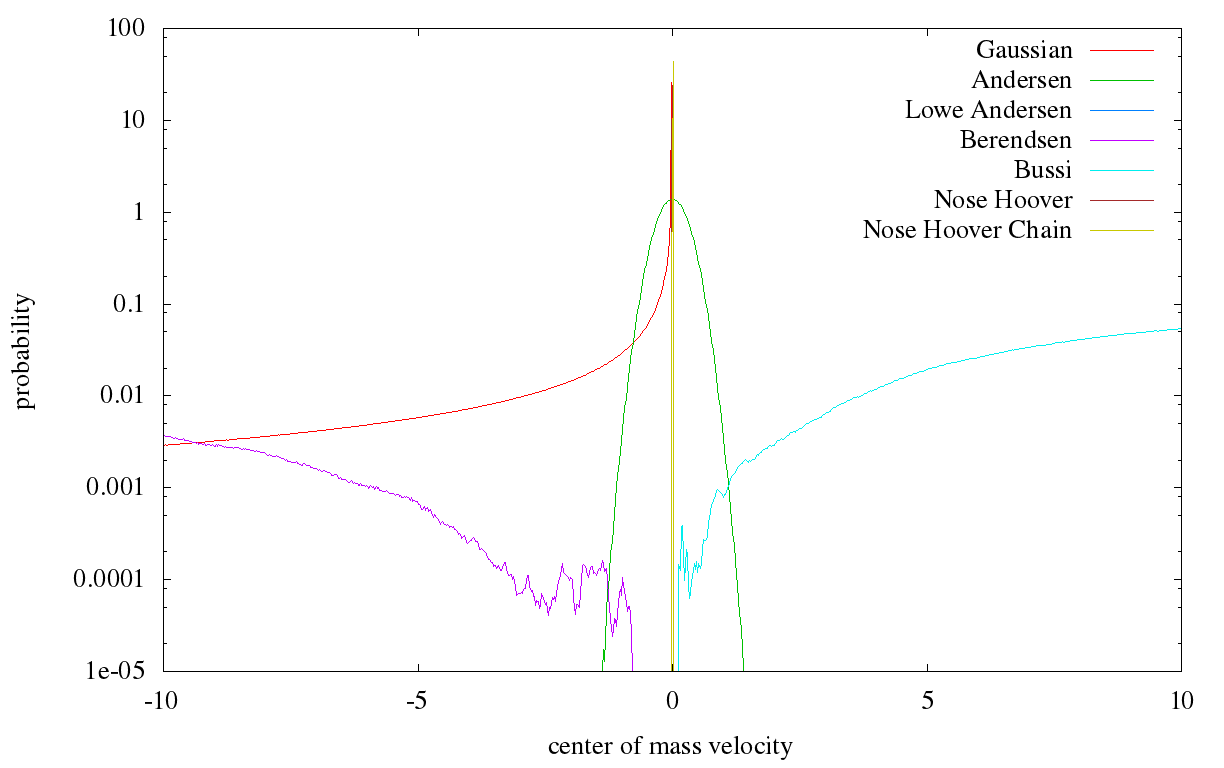 100
10
1
0.1
0.01
0.001
0.0001
1e-05
-10
-5
0
5
10
probability
center of mass velocity
Gaussian
Andersen
Lowe Andersen
Berendsen
Bussi
Nose Hoover
Nose Hoover Chain